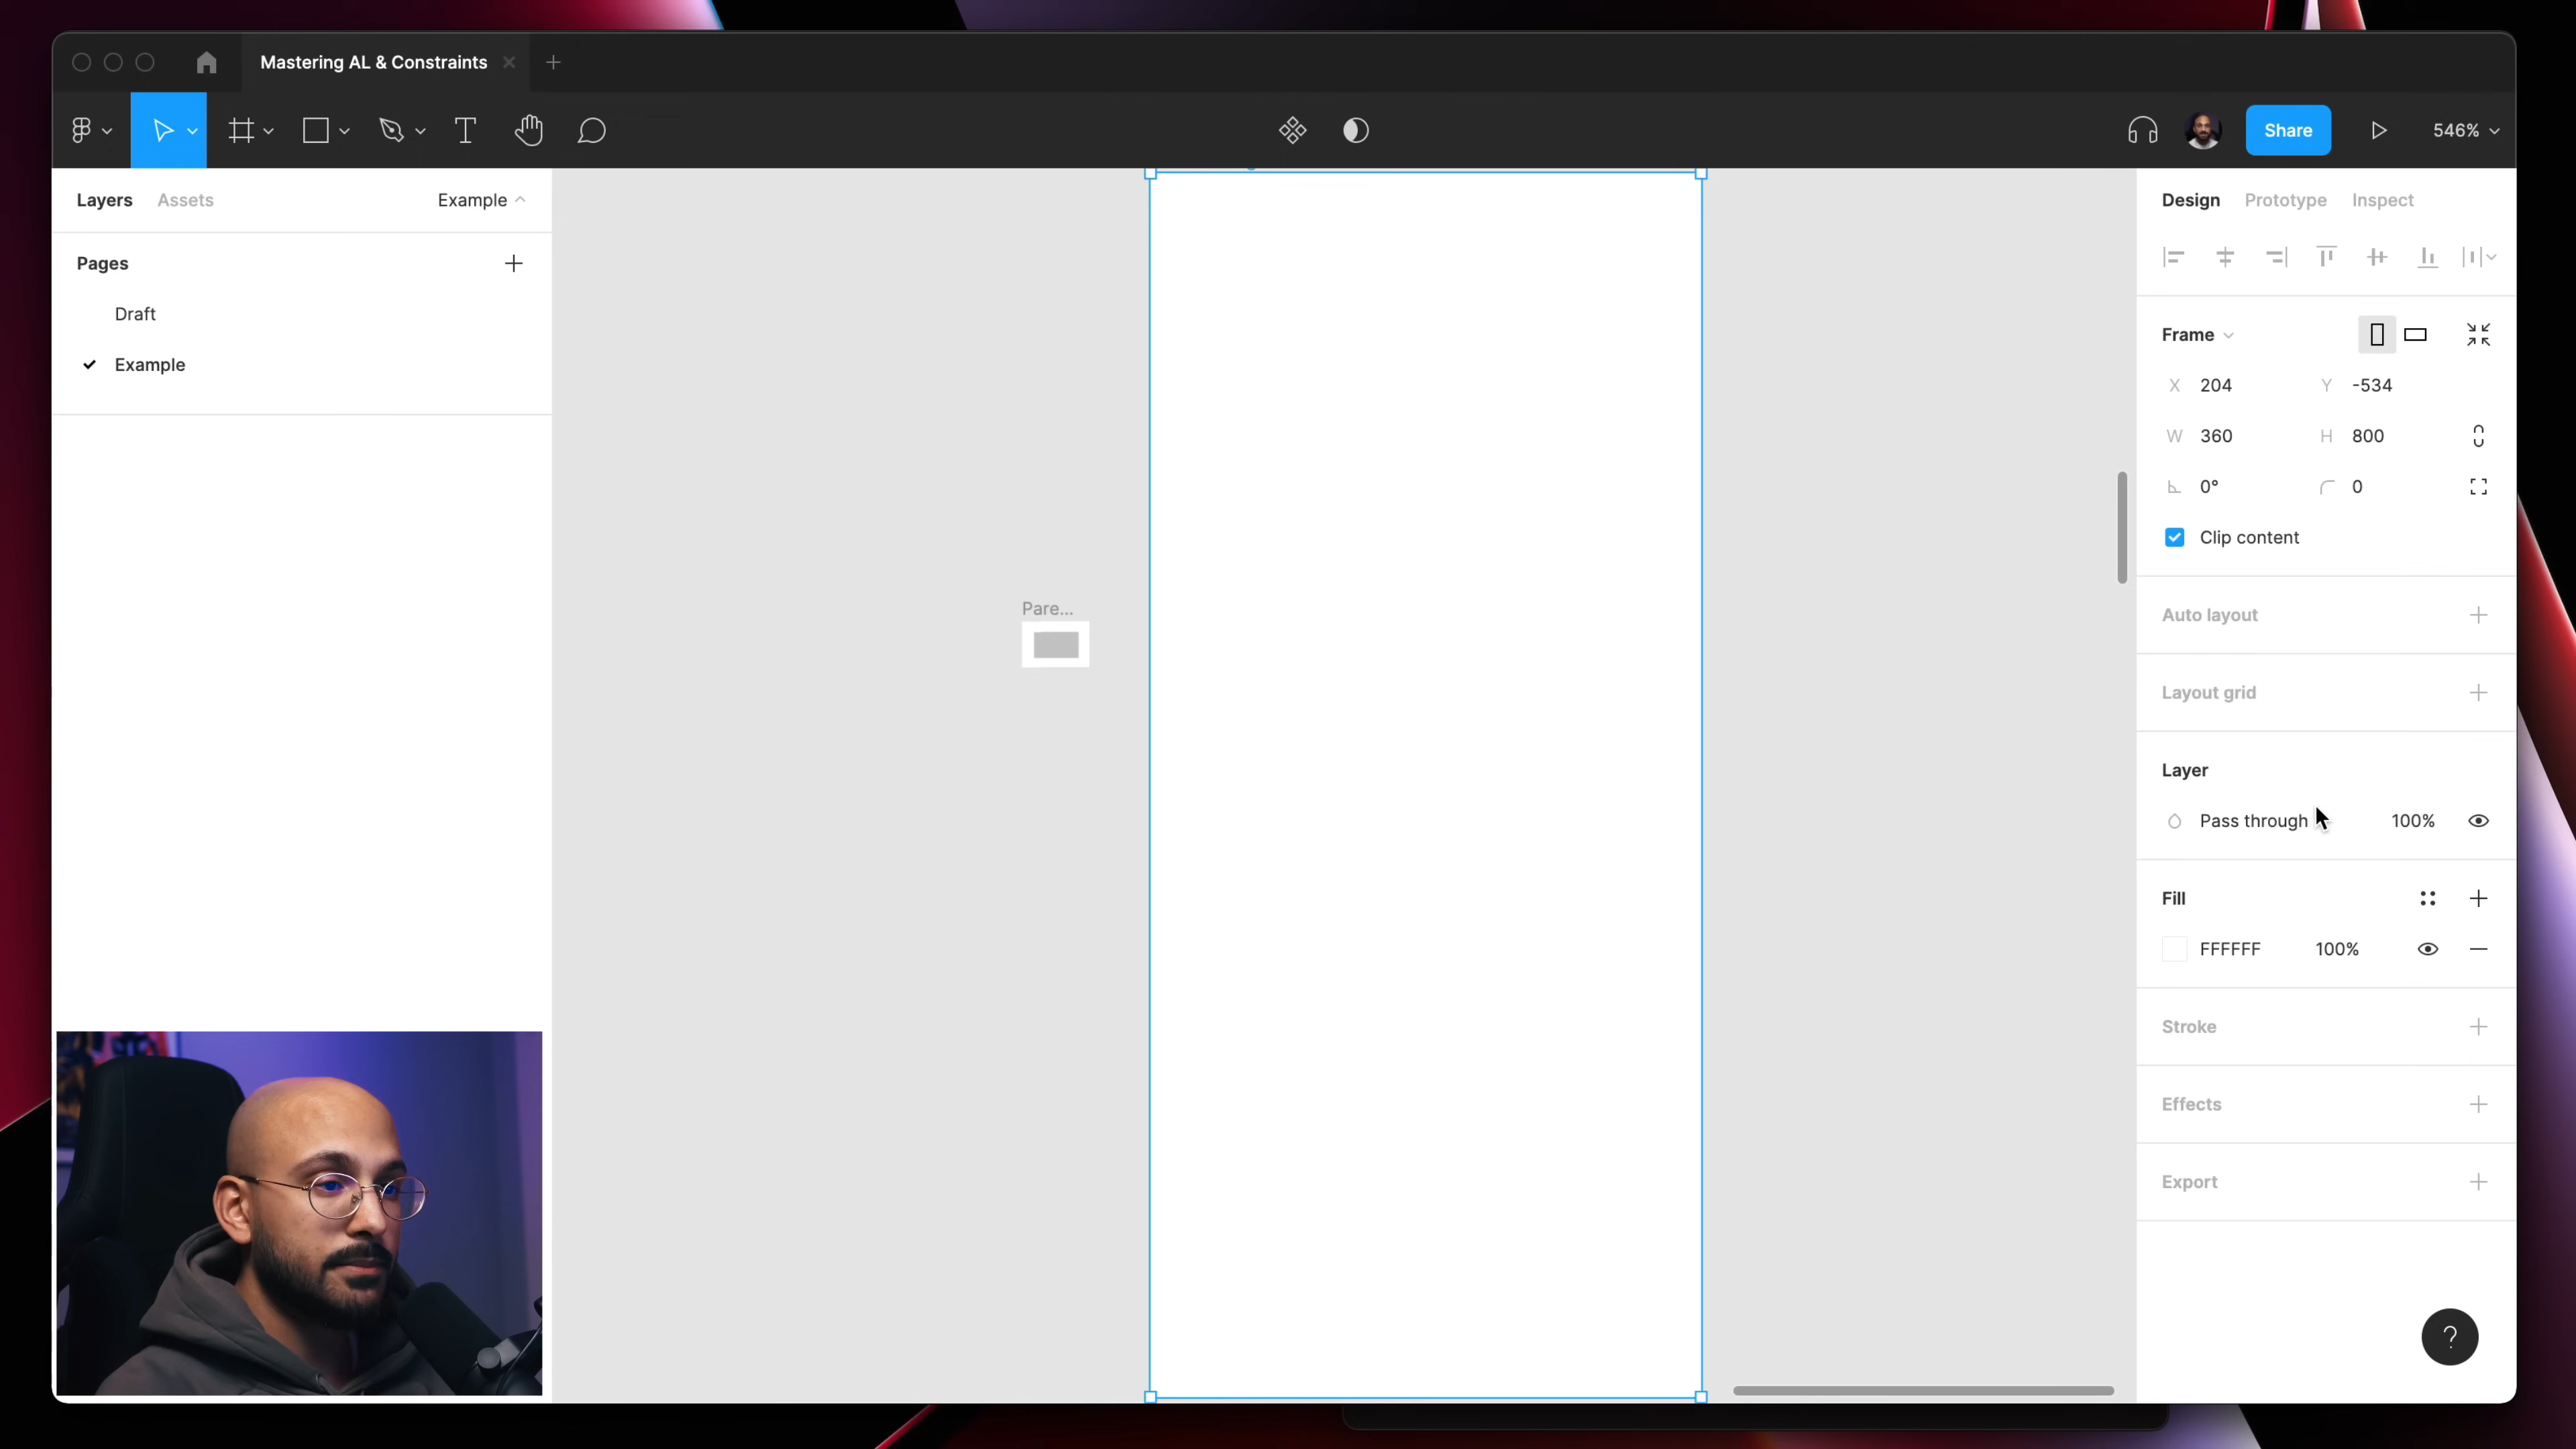 Mastering AL & Constraints
Share
546%
Layers
Assets
Example
Pages
Draft
Example
Pare...
Design
Prototype
Inspect
Frame
X 204
Y -534
W 360
H 800
0°
0
Clip content
Auto layout
Layout grid
Layer
Pass through
100%
Fill
FFFFFF
100%
Stroke
Effects
Export
?